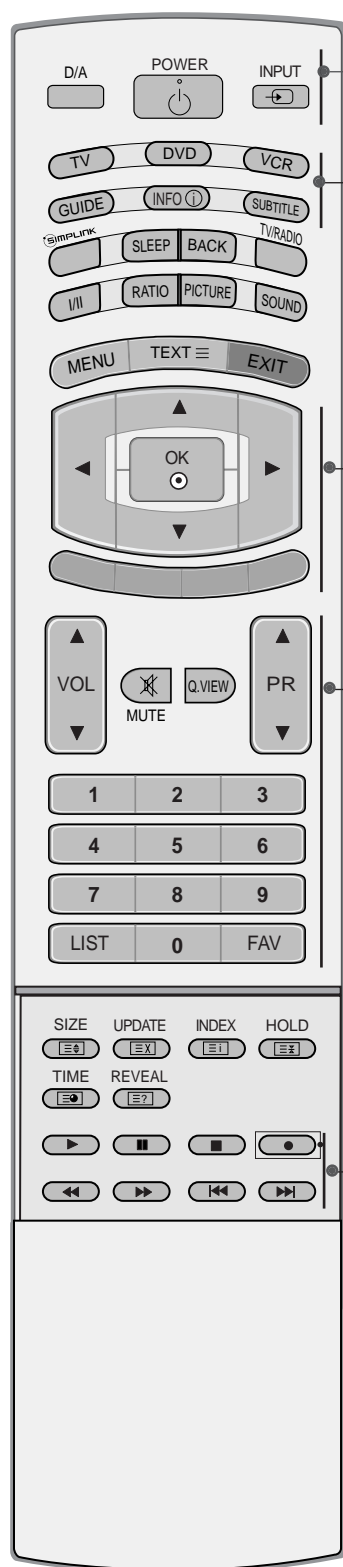 POWER
D/A INPUT
TV DVD VCR
GUIDE INFO ⓘ SUBTITLE
SIMPLINK TV/RADIO
SLEEP BACK
I/II RATIO PICTURE SOUND
MENU TEXT EXIT
OK
VOL PR
Q.VIEW
MUTE
1 2 3
4 5 6
7 8 9
LIST 0 FAV
SIZE UPDATE INDEX HOLD
TIME REVEAL